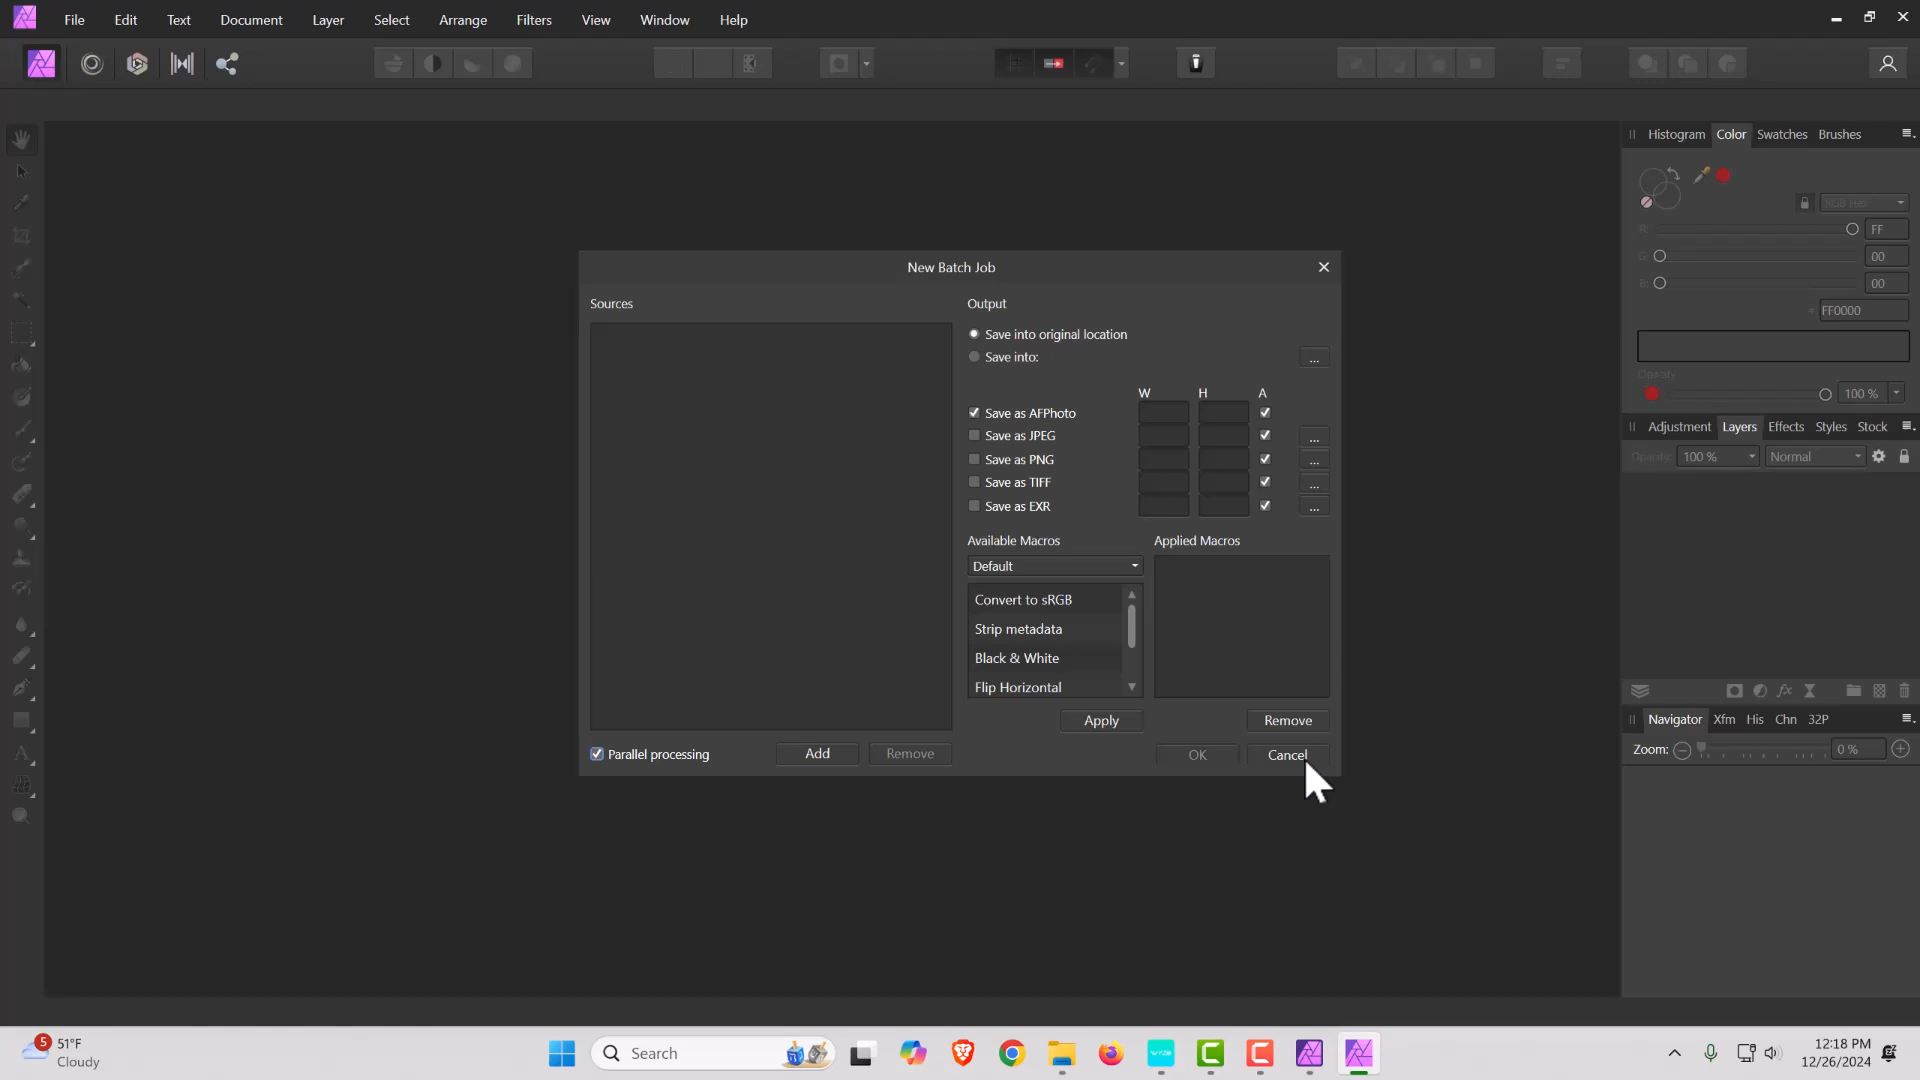 File Edit Text Document Layer Select Arrange Filters View Window Help
Histogram Color Swatches Brushes
RGB Hex
R: FF
G: 00
B: 00
# FF0000
Opacity
100 %
Adjustment Layers Effects Styles Stock
Opacity: 100 % Normal
Navigator Xfm His Chn 32P
Zoom: 0 %
New Batch Job
Sources
Parallel processing Add Remove
Output
Save into original location
Save into: ...
W H A
Save as AFPhoto
Save as JPEG ...
Save as PNG ...
Save as TIFF ...
Save as EXR ...
Available Macros Applied Macros
Default
Convert to sRGB
Strip metadata
Black & White
Flip Horizontal
Apply Remove
OK Cancel
5 51°F
Cloudy
Search
12:18 PM
12/26/2024